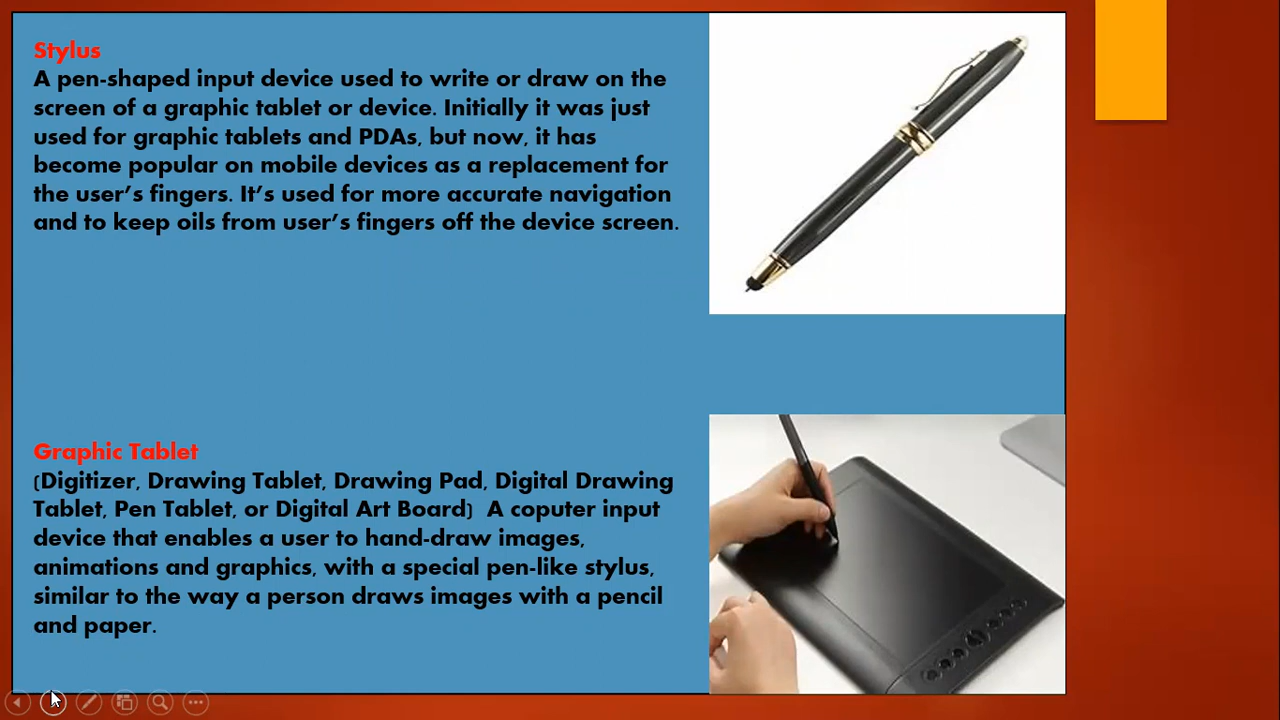 Stylus
A pen-shaped input device used to write or draw on the
screen of a graphic tablet or device. Initially it was just
used for graphic tablets and PDAs, but now, it has
become popular on mobile devices as a replacement for
the user’s fingers. It’s used for more accurate navigation
and to keep oils from user’s fingers off the device screen.
Graphic Tablet
(Digitizer, Drawing Tablet, Drawing Pad, Digital Drawing
Tablet, Pen Tablet, or Digital Art Board)  A coputer input
device that enables a user to hand-draw images,
animations and graphics, with a special pen-like stylus,
similar to the way a person draws images with a pencil
and paper.